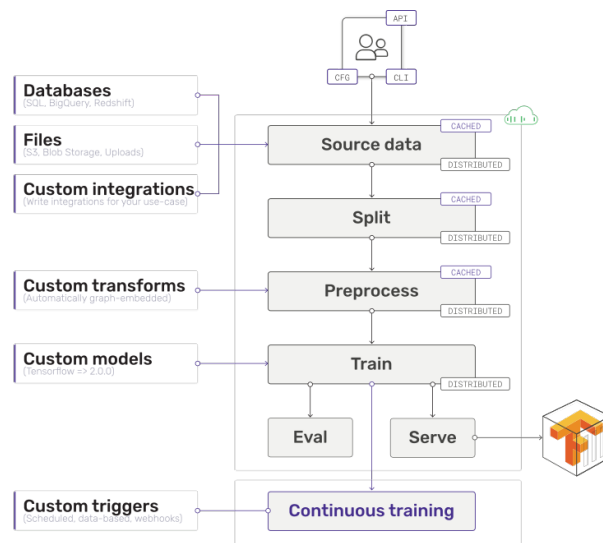 API
CFG
CLI
Databases
(SQL, BigQuery, Redshift)
Files
(S3, Blob Storage, Uploads)
Custom integrations
(Write integrations for your use-case)
CACHED
Source data
DISTRIBUTED
CACHED
Split
DISTRIBUTED
Custom transforms
(Automatically graph-embedded)
CACHED
Preprocess
DISTRIBUTED
Custom models
(Tensorflow => 2.0.0)
Train
DISTRIBUTED
Eval
Serve
Custom triggers
(Scheduled, data-based, webhooks)
Continuous training